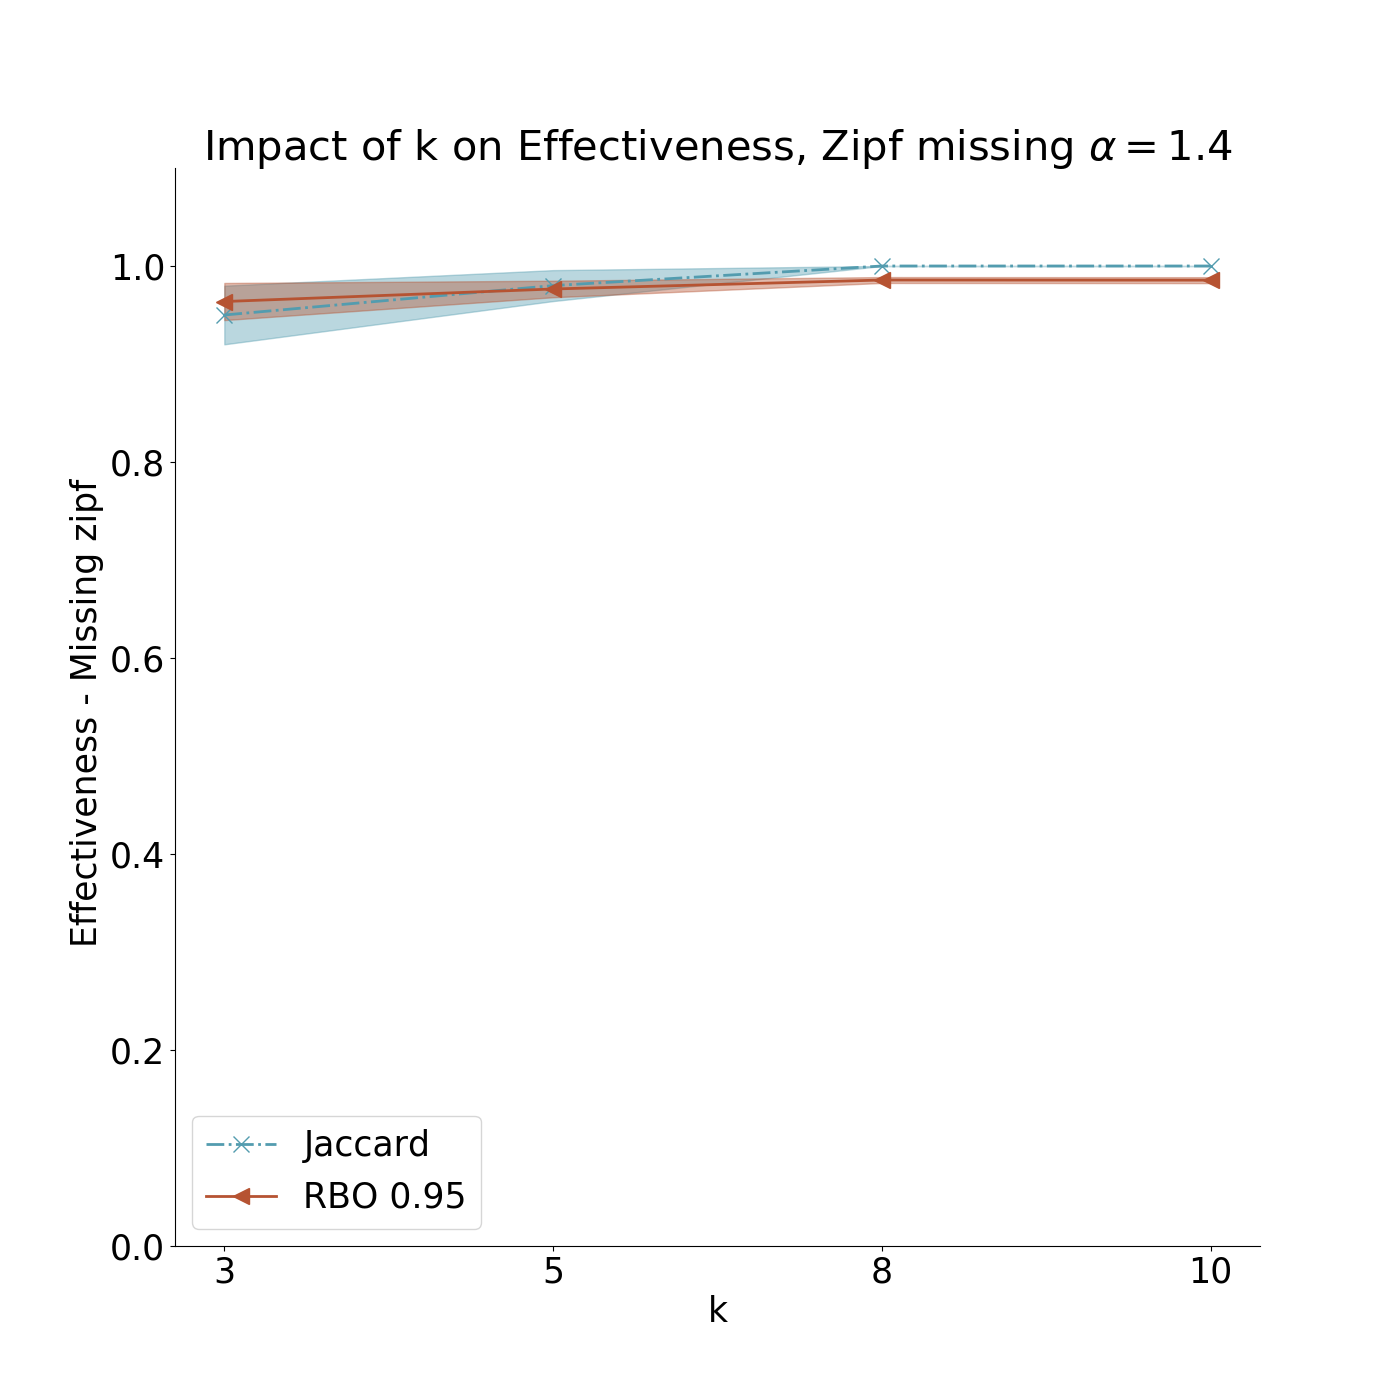 Impact of k on Effectiveness, Zipf missing α = 1.4
Effectiveness - Missing zipf
1.0
0.8
0.6
0.4
0.2
0.0
Jaccard
RBO 0.95
3 5 8 10
k